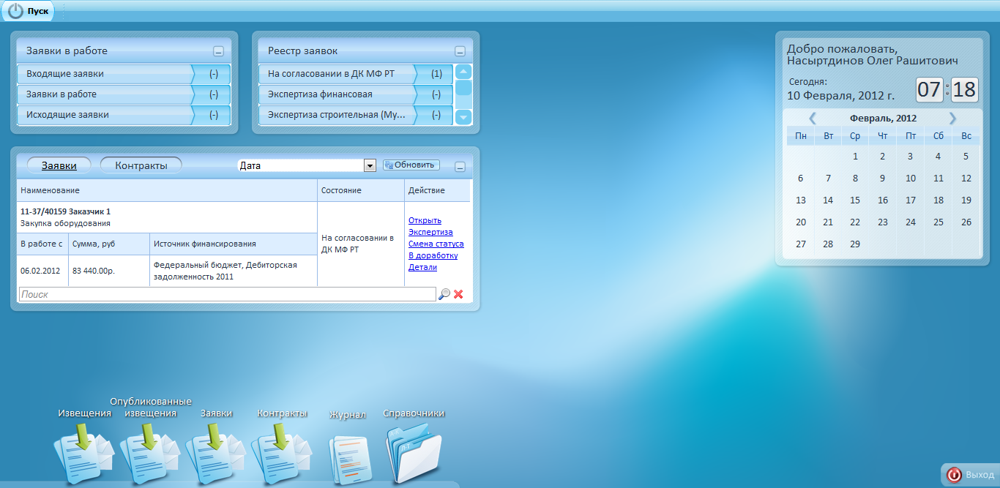 Пуск
Заявки в работе
Входящие заявки (-)
Заявки в работе (-)
Исходящие заявки (-)
Реестр заявок
На согласовании в ДК МФ РТ (1)
Экспертиза финансовая (-)
Экспертиза строительная (Му... (-)
Добро пожаловать,
Насыртдинов Олег Рашитович
Сегодня:
10 Февраля, 2012 г.
07:18
Февраль, 2012
Пн Вт Ср Чт Пт Сб Вс
1 2 3 4 5
6 7 8 9 10 11 12
13 14 15 16 17 18 19
20 21 22 23 24 25 26
27 28 29
Заявки Контракты Дата Обновить
Наименование Состояние Действие
11-37/40159 Заказчик 1
Закупка оборудования
В работе с Сумма, руб Источник финансирования
06.02.2012 83 440.00р. Федеральный бюджет, Дебиторская
задолженность 2011
На согласовании в
ДК МФ РТ
Открыть
Экспертиза
Смена статуса
В доработку
Детали
Поиск
Извещения
Опубликованные
извещения
Заявки
Контракты
Журнал
Справочники
Выход